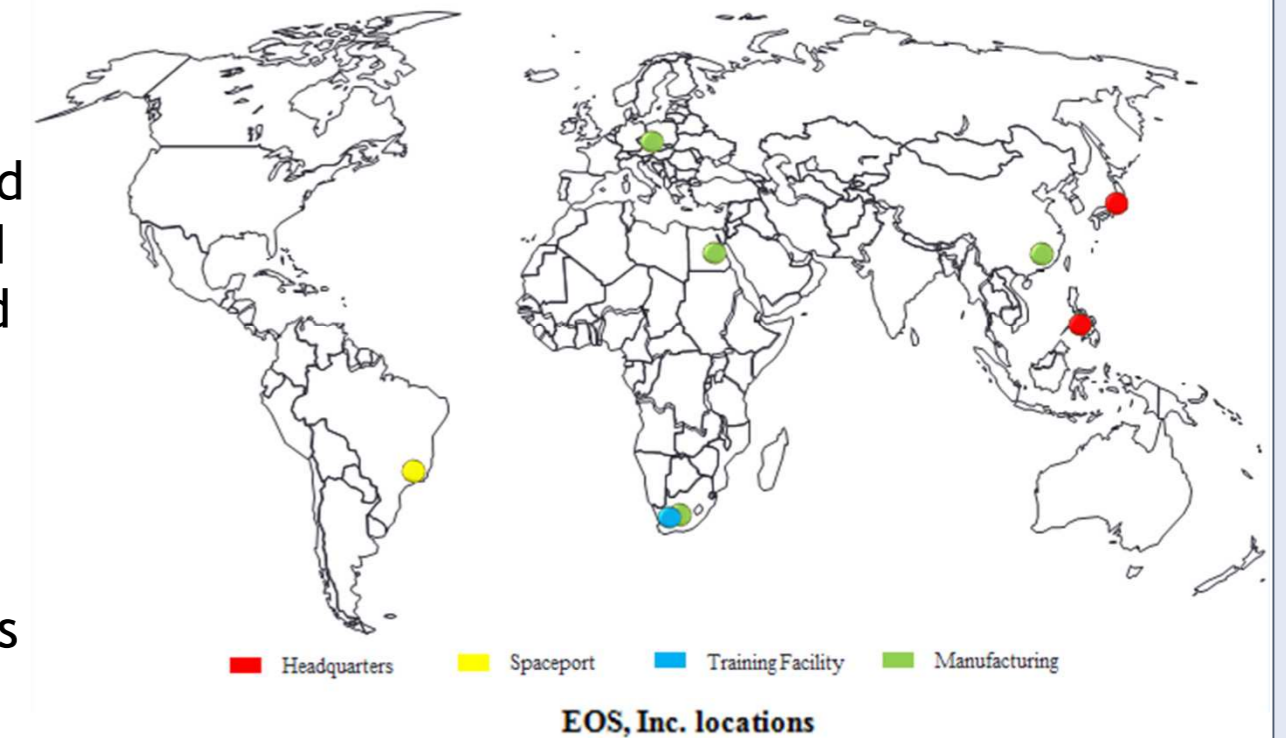 d
l
d
s
Headquarters
Spaceport
Training Facility
Manufacturing
EOS, Inc. locations